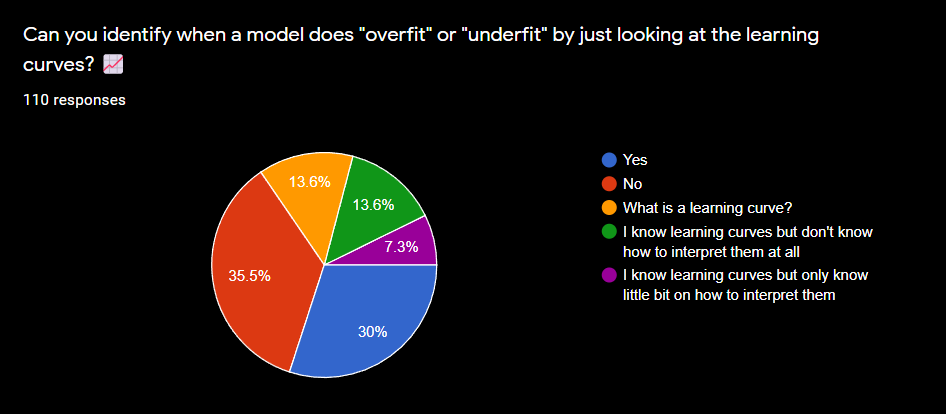 Can you identify when a model does "overfit" or "underfit" by just looking at the learning
curves? 📈
110 responses
13.6%
13.6%
7.3%
35.5%
30%
Yes
No
What is a learning curve?
I know learning curves but don't know
how to interpret them at all
I know learning curves but only know
little bit on how to interpret them